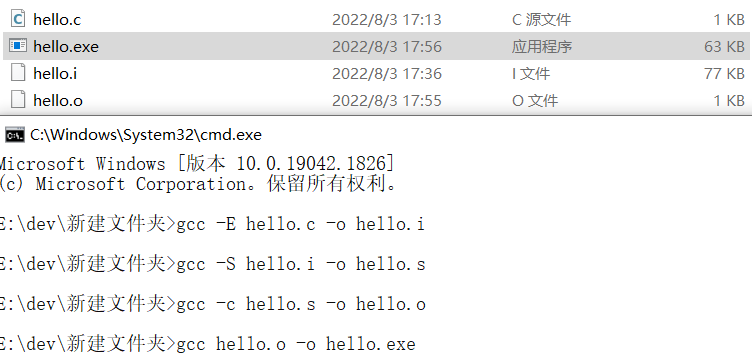 hello.c 2022/8/3 17:13 C 源文件 1 KB
hello.exe 2022/8/3 17:56 应用程序 63 KB
hello.i 2022/8/3 17:36 I 文件 77 KB
hello.o 2022/8/3 17:55 O 文件 1 KB
C:\Windows\System32\cmd.exe
Microsoft Windows [版本 10.0.19042.1826]
(c) Microsoft Corporation。保留所有权利。
E:\dev\新建文件夹>gcc -E hello.c -o hello.i
E:\dev\新建文件夹>gcc -S hello.i -o hello.s
E:\dev\新建文件夹>gcc -c hello.s -o hello.o
E:\dev\新建文件夹>gcc hello.o -o hello.exe